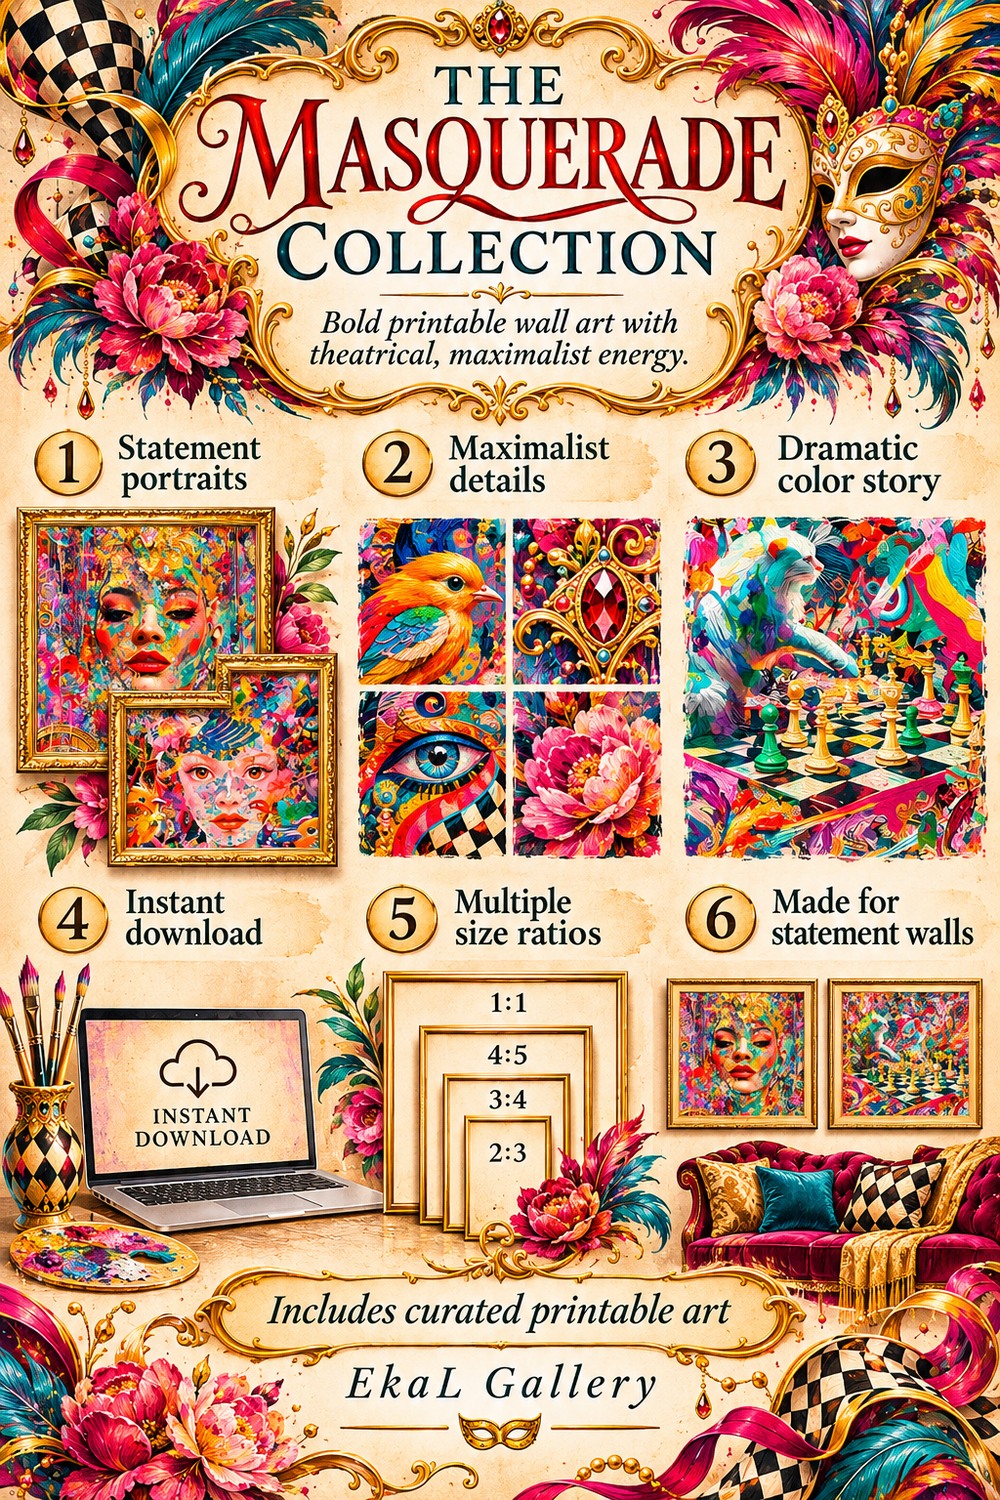 THE
MASQUERADE
COLLECTION
Bold printable wall art with
theatrical, maximalist energy.
1 Statement
portraits
2 Maximalist
details
3 Dramatic
color story
4 Instant
download
5 Multiple
size ratios
6 Made for
statement walls
INSTANT
DOWNLOAD
1:1
4:5
3:4
2:3
Includes curated printable art
EkaL Gallery